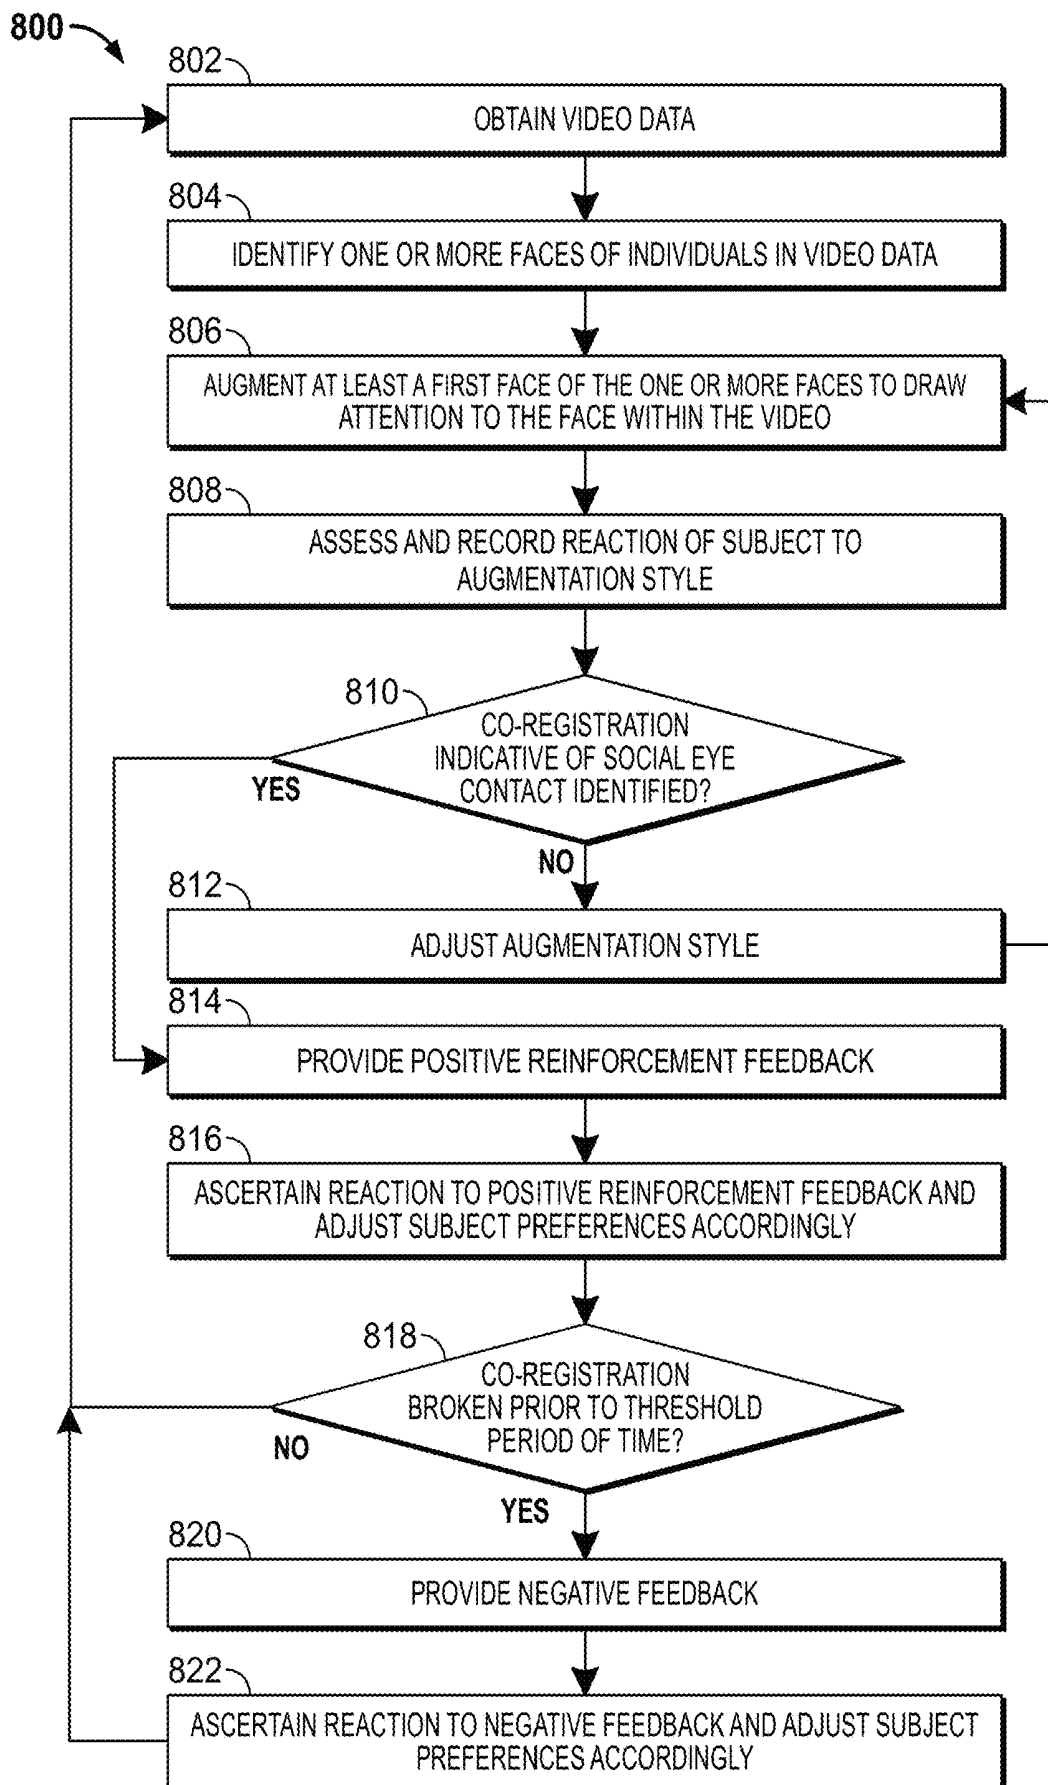 800
802
OBTAIN VIDEO DATA
804
IDENTIFY ONE OR MORE FACES OF INDIVIDUALS IN VIDEO DATA
806
AUGMENT AT LEAST A FIRST FACE OF THE ONE OR MORE FACES TO DRAW
ATTENTION TO THE FACE WITHIN THE VIDEO
808
ASSESS AND RECORD REACTION OF SUBJECT TO
AUGMENTATION STYLE
810
CO-REGISTRATION
INDICATIVE OF SOCIAL EYE
CONTACT IDENTIFIED?
YES
NO
812
ADJUST AUGMENTATION STYLE
814
PROVIDE POSITIVE REINFORCEMENT FEEDBACK
816
ASCERTAIN REACTION TO POSITIVE REINFORCEMENT FEEDBACK AND
ADJUST SUBJECT PREFERENCES ACCORDINGLY
818
CO-REGISTRATION
BROKEN PRIOR TO THRESHOLD
PERIOD OF TIME?
NO
YES
820
PROVIDE NEGATIVE FEEDBACK
822
ASCERTAIN REACTION TO NEGATIVE FEEDBACK AND ADJUST SUBJECT
PREFERENCES ACCORDINGLY